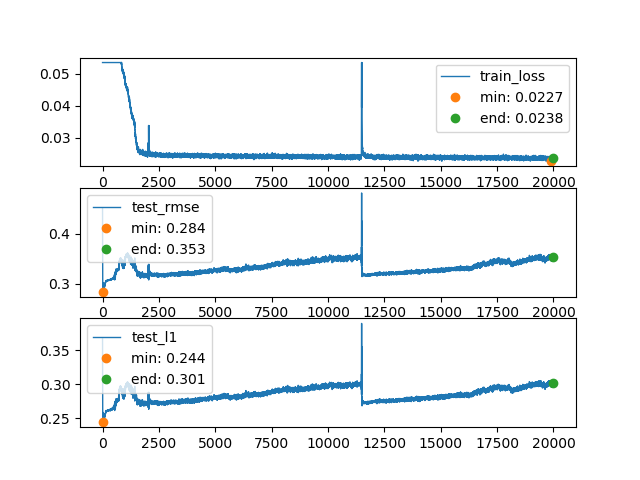 0.05
0.04
0.03
train_loss
min: 0.0227
end: 0.0238
0 2500 5000 7500 10000 12500 15000 17500 20000
0.4
0.3
test_rmse
min: 0.284
end: 0.353
0 2500 5000 7500 10000 12500 15000 17500 20000
0.35
0.30
0.25
test_l1
min: 0.244
end: 0.301
0 2500 5000 7500 10000 12500 15000 17500 20000